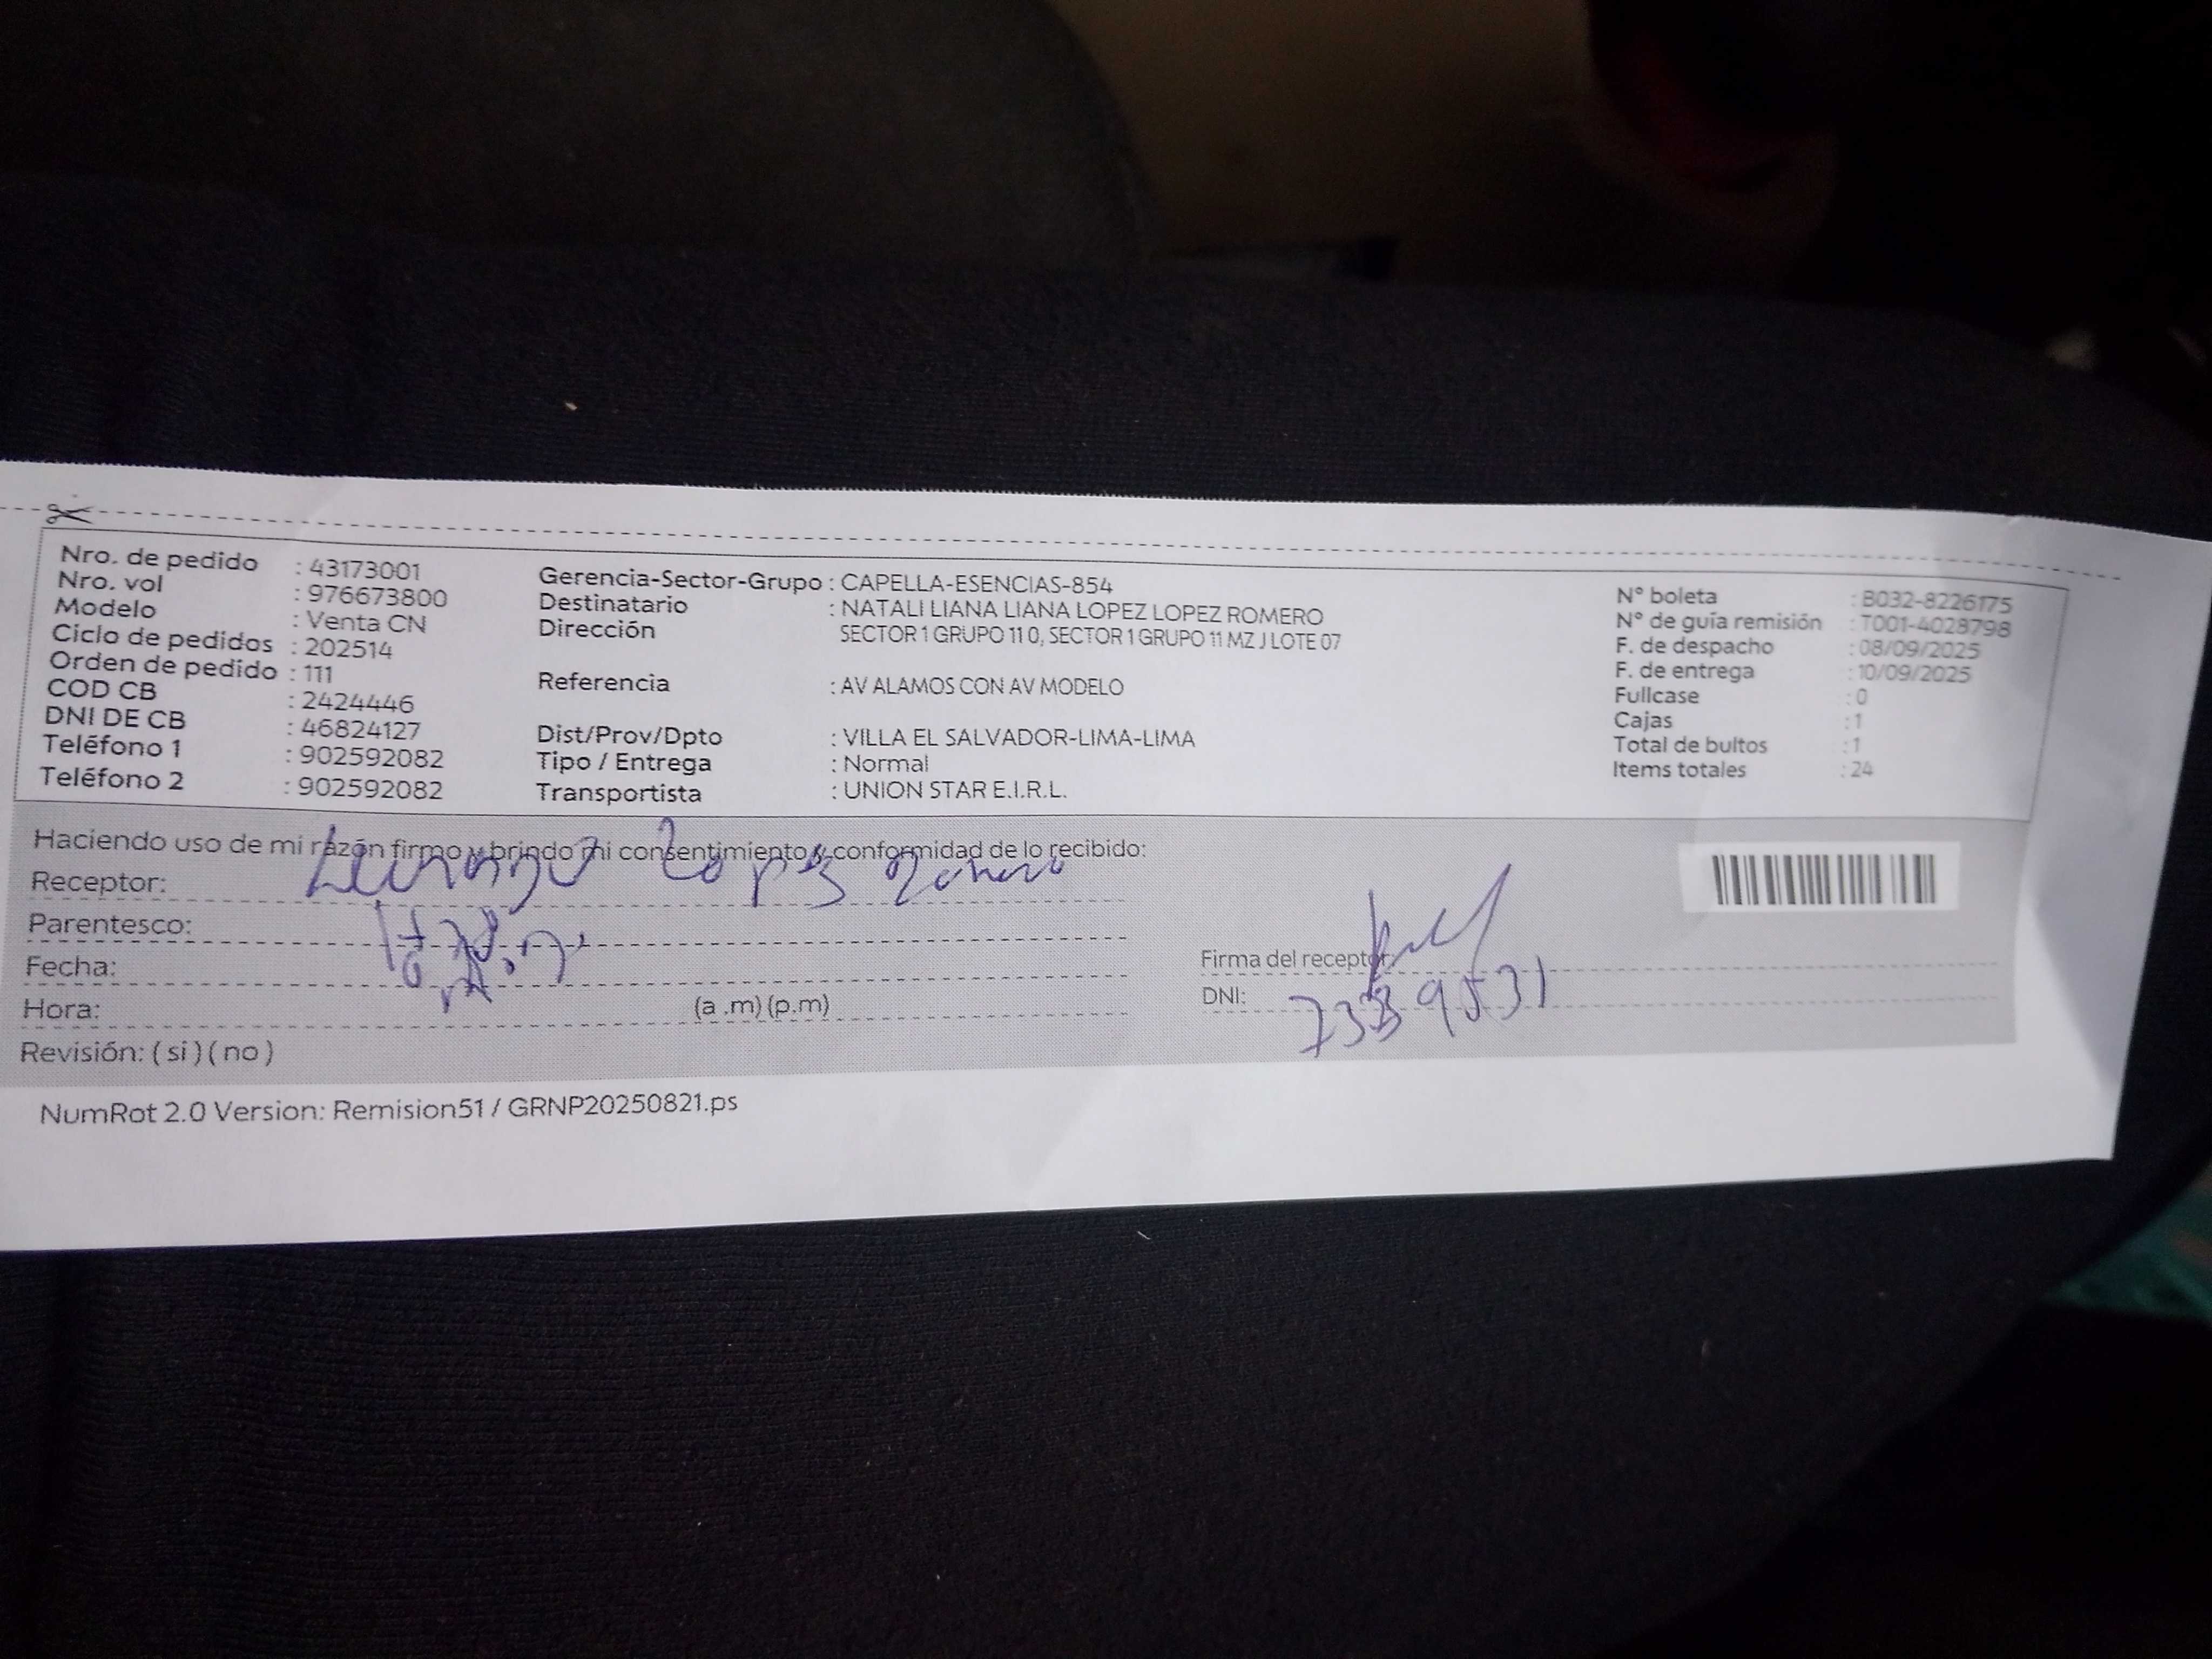 Nro. de pedido : 43173001
Nro. vol : 976673800
Modelo : Venta CN
Ciclo de pedidos : 202514
Orden de pedido : 111
COD CB : 2424446
DNI DE CB : 46824127
Teléfono 1 : 902592082
Teléfono 2 : 902592082
Gerencia-Sector-Grupo : CAPELLA-ESENCIAS-854
Destinatario : NATALI LIANA LIANA LOPEZ LOPEZ ROMERO
Dirección SECTOR 1 GRUPO 11 0, SECTOR 1 GRUPO 11 MZ J LOTE 07
Referencia : AV ALAMOS CON AV MODELO
Dist/Prov/Dpto : VILLA EL SALVADOR-LIMA-LIMA
Tipo / Entrega : Normal
Transportista : UNION STAR E.I.R.L.
N° boleta : B032-8226175
N° de guía remisión : T001-4028798
F. de despacho : 08/09/2025
F. de entrega : 10/09/2025
Fullcase : 0
Cajas : 1
Total de bultos : 1
Items totales : 24
Haciendo uso de mi razón firmo y brindo mi consentimiento y conformidad de lo recibido:
Receptor: Lopez
Parentesco:
Fecha:
Hora: (a .m) (p.m)
Revisión: ( si ) ( no )
Firma del receptor
DNI:
NumRot 2.0 Version: Remision51 / GRNP20250821.ps